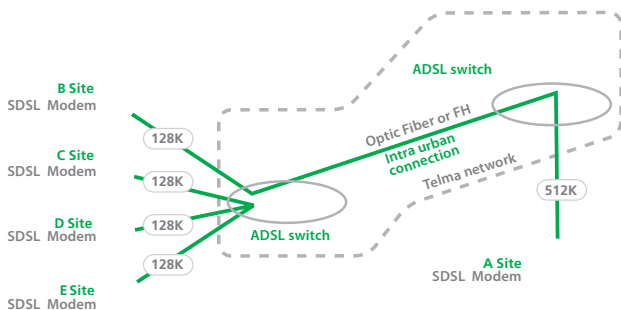 ADSL switch
B Site
SDSL Modem
128K
Optic Fiber or FH
Intra urban
connection
C Site
SDSL Modem
128K
Telma network
512K
D Site
SDSL Modem
128K
ADSL switch
128K
A Site
SDSL Modem
E Site
SDSL Modem